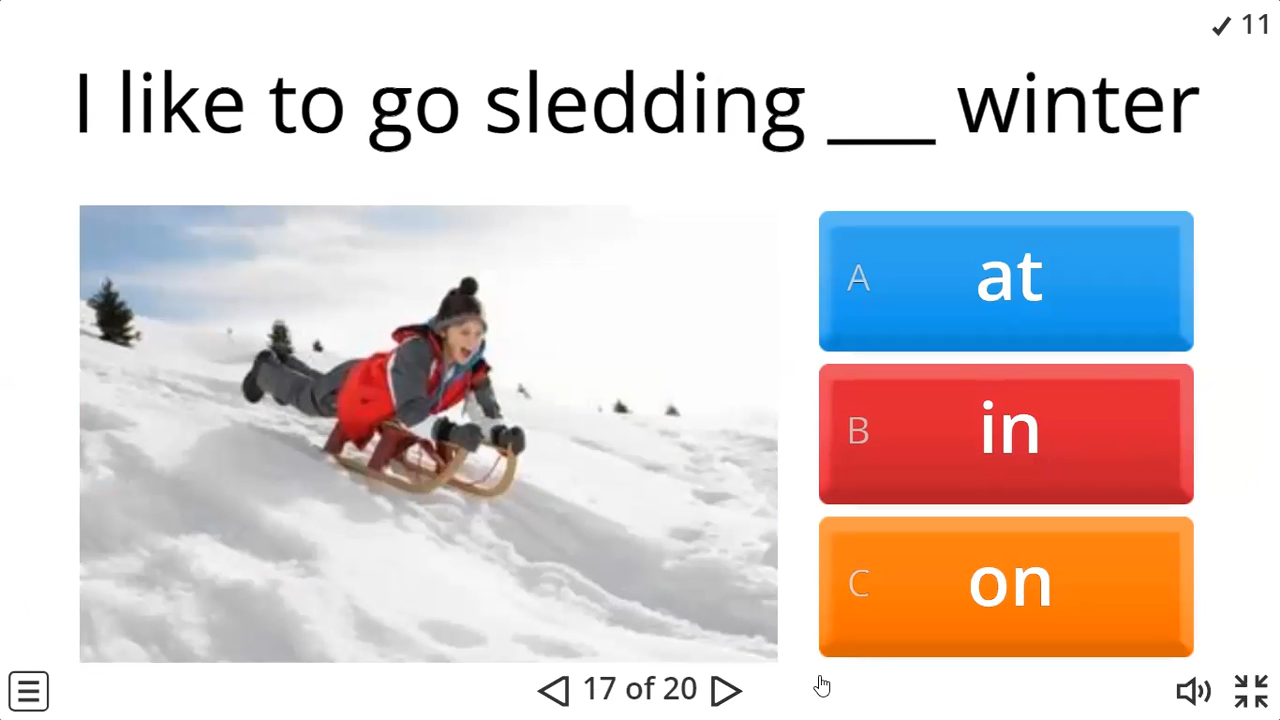 ✓ 11
I like to go sledding ___ winter
A at
B in
C on
17 of 20